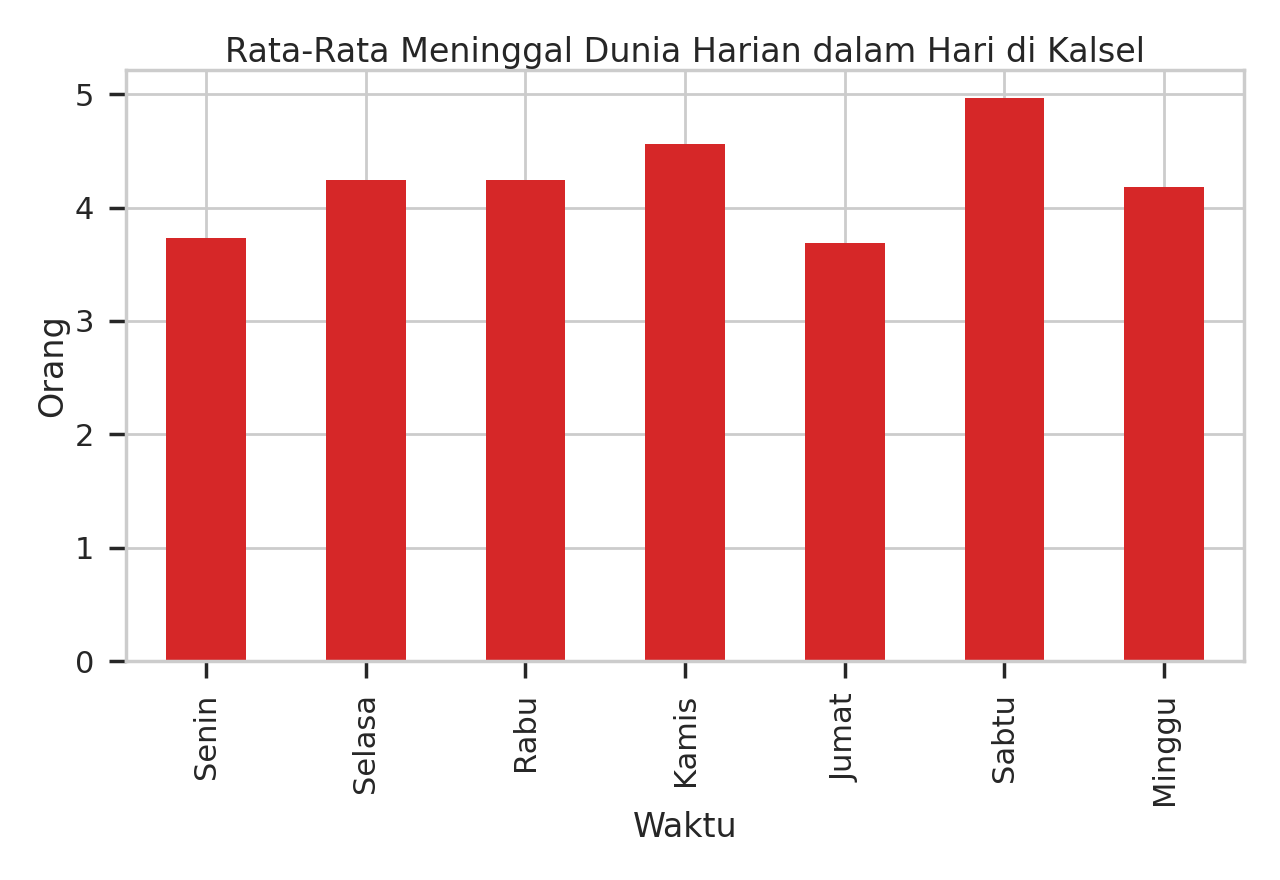 Rata-Rata Meninggal Dunia Harian dalam Hari di Kalsel
5
4
3
2
1
0
Orang
Senin
Selasa
Rabu
Kamis
Jumat
Sabtu
Minggu
Waktu